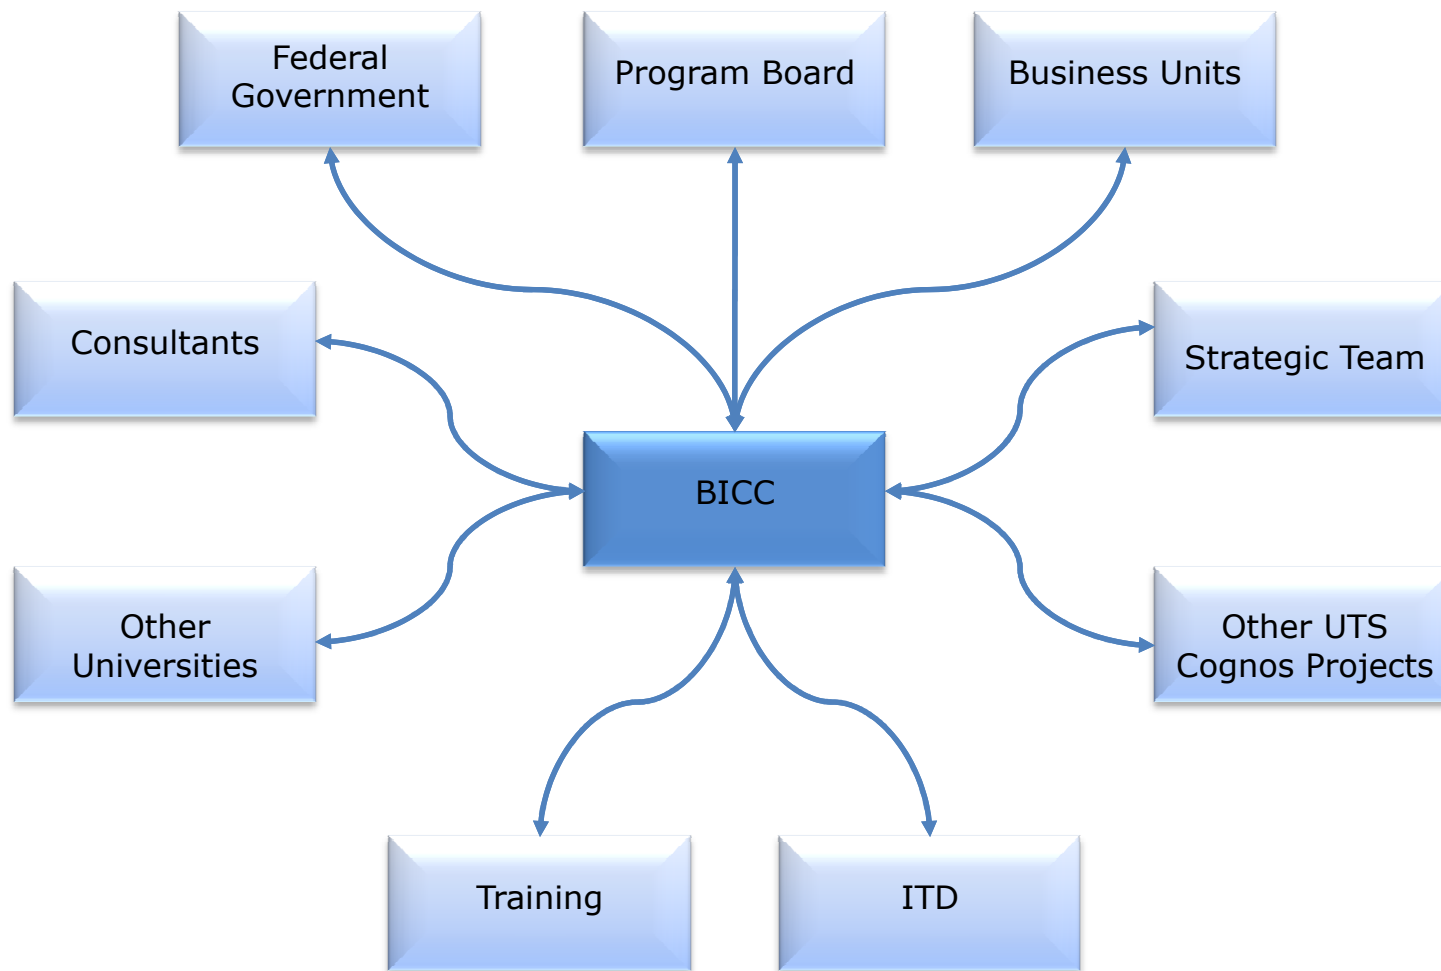 Federal
Government
Program Board
Business Units
Consultants
Strategic Team
BICC
Other
Universities
Other UTS
Cognos Projects
Training
ITD